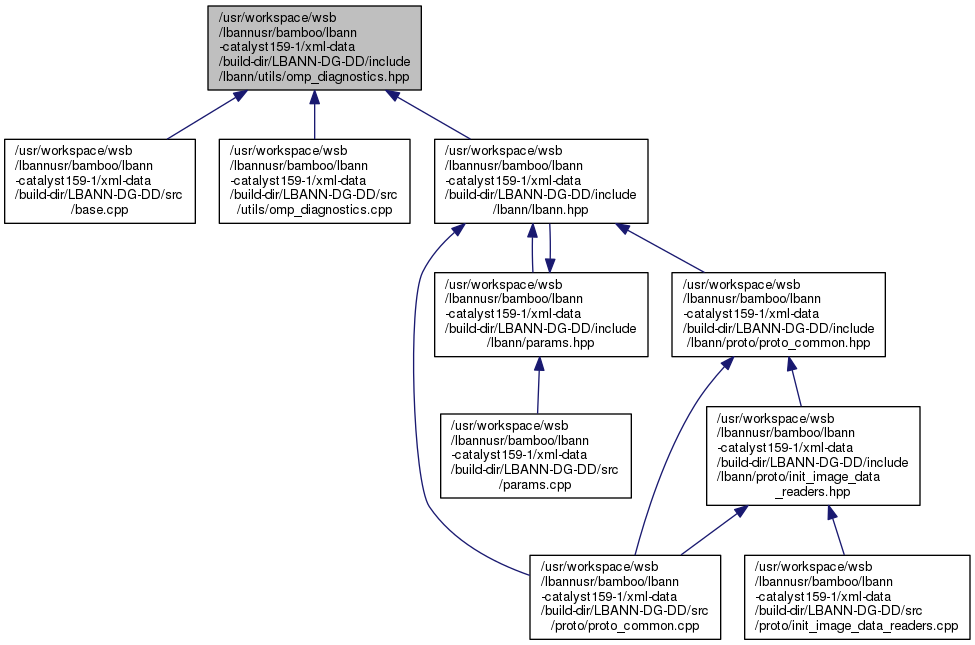 /usr/workspace/wsb
/lbannusr/bamboo/lbann
-catalyst159-1/xml-data
/build-dir/LBANN-DG-DD/include
/lbann/utils/omp_diagnostics.hpp
/usr/workspace/wsb
/lbannusr/bamboo/lbann
-catalyst159-1/xml-data
/build-dir/LBANN-DG-DD/src
/base.cpp
/usr/workspace/wsb
/lbannusr/bamboo/lbann
-catalyst159-1/xml-data
/build-dir/LBANN-DG-DD/src
/utils/omp_diagnostics.cpp
/usr/workspace/wsb
/lbannusr/bamboo/lbann
-catalyst159-1/xml-data
/build-dir/LBANN-DG-DD/include
/lbann/lbann.hpp
/usr/workspace/wsb
/lbannusr/bamboo/lbann
-catalyst159-1/xml-data
/build-dir/LBANN-DG-DD/include
/lbann/params.hpp
/usr/workspace/wsb
/lbannusr/bamboo/lbann
-catalyst159-1/xml-data
/build-dir/LBANN-DG-DD/include
/lbann/proto/proto_common.hpp
/usr/workspace/wsb
/lbannusr/bamboo/lbann
-catalyst159-1/xml-data
/build-dir/LBANN-DG-DD/src
/params.cpp
/usr/workspace/wsb
/lbannusr/bamboo/lbann
-catalyst159-1/xml-data
/build-dir/LBANN-DG-DD/include
/lbann/proto/init_image_data
_readers.hpp
/usr/workspace/wsb
/lbannusr/bamboo/lbann
-catalyst159-1/xml-data
/build-dir/LBANN-DG-DD/src
/proto/proto_common.cpp
/usr/workspace/wsb
/lbannusr/bamboo/lbann
-catalyst159-1/xml-data
/build-dir/LBANN-DG-DD/src
/proto/init_image_data_readers.cpp